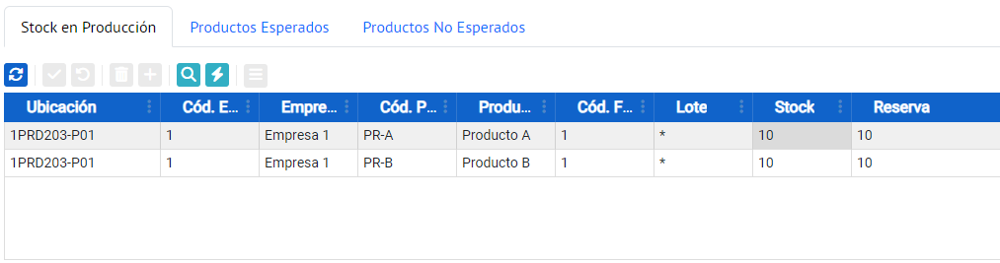 Stock en Producción Productos Esperados Productos No Esperados
Ubicación Cód. E... Empre... Cód. P... Produ... Cód. F... Lote Stock Reserva
1PRD203-P01 1 Empresa 1 PR-A Producto A 1 * 10 10
1PRD203-P01 1 Empresa 1 PR-B Producto B 1 * 10 10